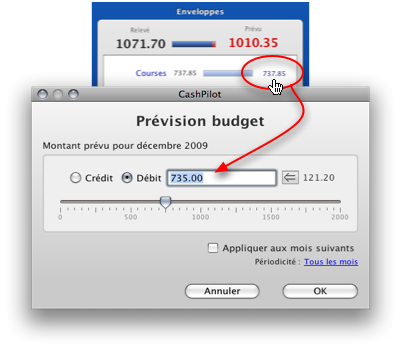 Enveloppes
Relevé Prévu
1071.70 1010.35
Courses 737.85 737.85
CashPilot
Prévision budget
Montant prévu pour décembre 2009
Crédit Débit 735.00 121.20
0 500 1000 1500 2000
Appliquer aux mois suivants
Périodicité : Tous les mois
Annuler OK